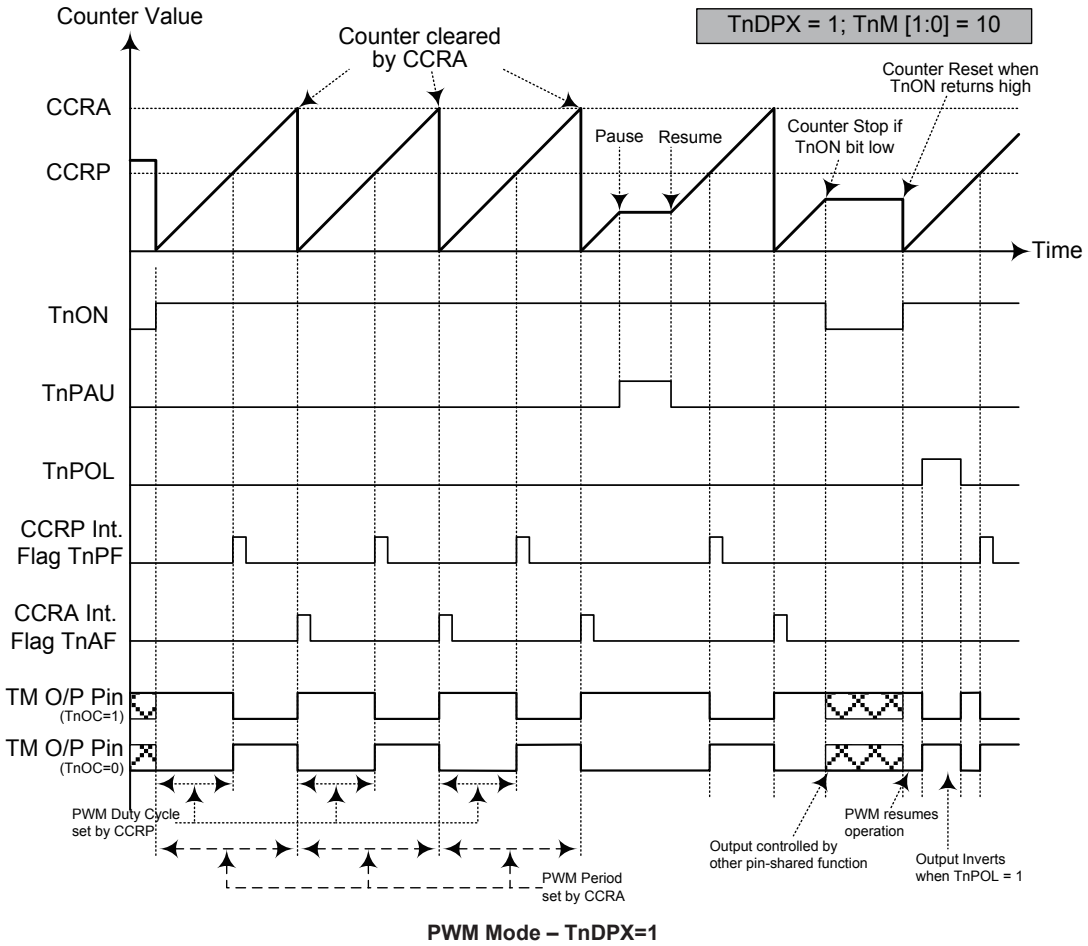 Counter Value
TnDPX = 1; TnM [1:0] = 10
Counter cleared
by CCRA
Counter Reset when
TnON returns high
CCRA
Pause
Resume
Counter Stop if
TnON bit low
CCRP
Time
TnON
TnPAU
TnPOL
CCRP Int.
Flag TnPF
CCRA Int.
Flag TnAF
TM O/P Pin
(TnOC=1)
TM O/P Pin
(TnOC=0)
PWM Duty Cycle
set by CCRP
Output controlled by
other pin-shared function
PWM resumes
operation
Output Inverts
when TnPOL = 1
PWM Period
set by CCRA
PWM Mode – TnDPX=1